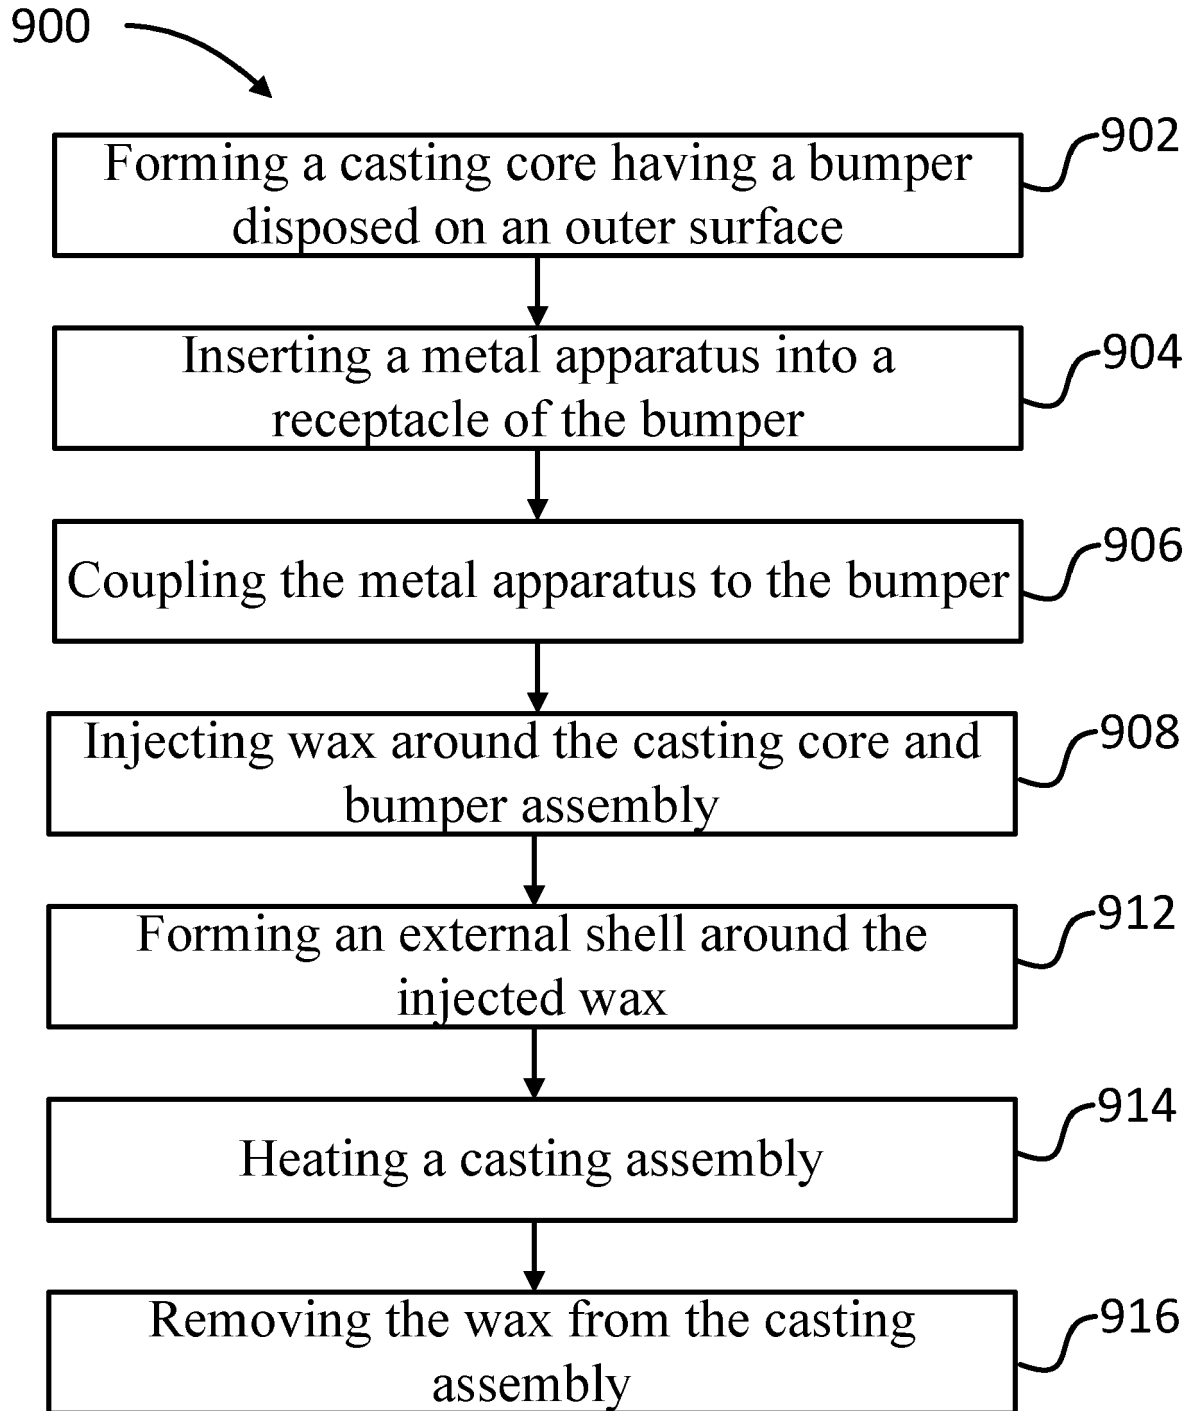 900
902
Forming a casting core having a bumper
disposed on an outer surface
904
Inserting a metal apparatus into a
receptacle of the bumper
906
Coupling the metal apparatus to the bumper
908
Injecting wax around the casting core and
bumper assembly
912
Forming an external shell around the
injected wax
914
Heating a casting assembly
916
Removing the wax from the casting
assembly